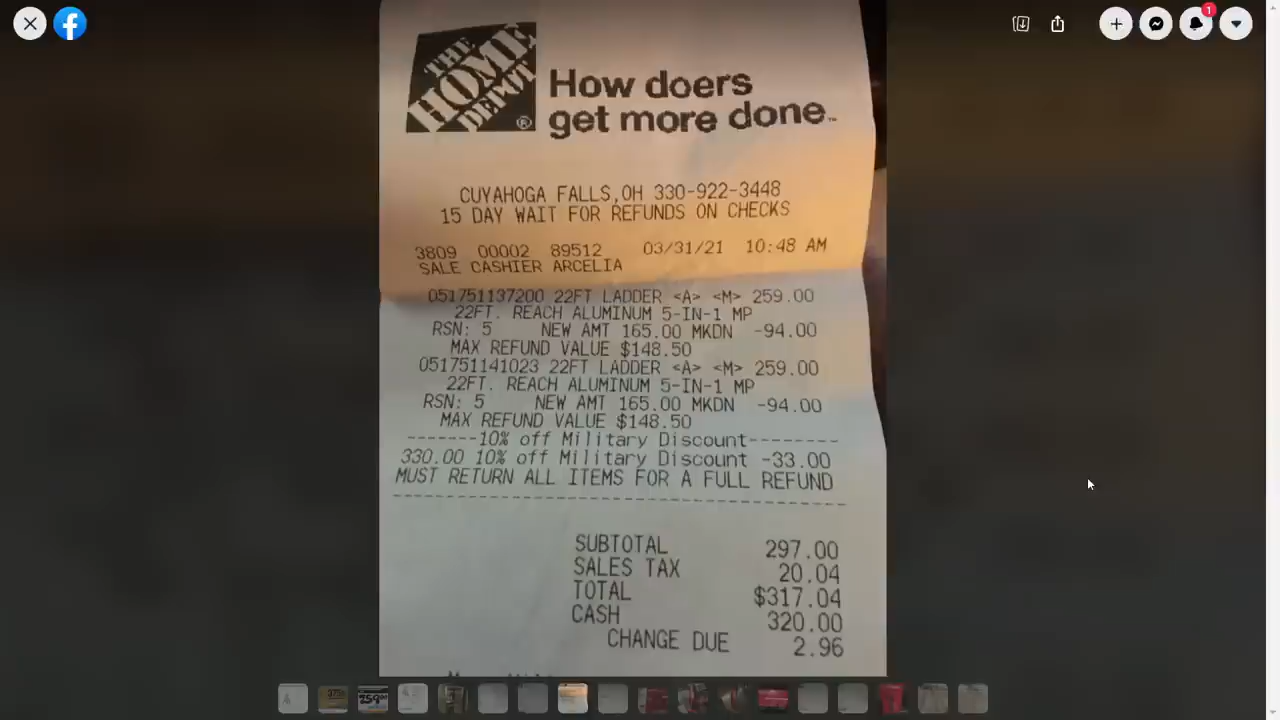 1
THE
HOME
DEPOT
®
How doers
get more done.™
CUYAHOGA FALLS,OH 330-922-3448
15 DAY WAIT FOR REFUNDS ON CHECKS
3809 00002 89512 03/31/21 10:48 AM
SALE CASHIER ARCELIA
051751137200 22FT LADDER <A> <M> 259.00
22FT. REACH ALUMINUM 5-IN-1 MP
RSN: 5 NEW AMT 165.00 MKDN -94.00
MAX REFUND VALUE $148.50
051751141023 22FT LADDER <A> <M> 259.00
22FT. REACH ALUMINUM 5-IN-1 MP
RSN: 5 NEW AMT 165.00 MKDN -94.00
MAX REFUND VALUE $148.50
-------10% off Military Discount--------
330.00 10% off Military Discount -33.00
MUST RETURN ALL ITEMS FOR A FULL REFUND
SUBTOTAL 297.00
SALES TAX 20.04
TOTAL $317.04
CASH 320.00
CHANGE DUE 2.96